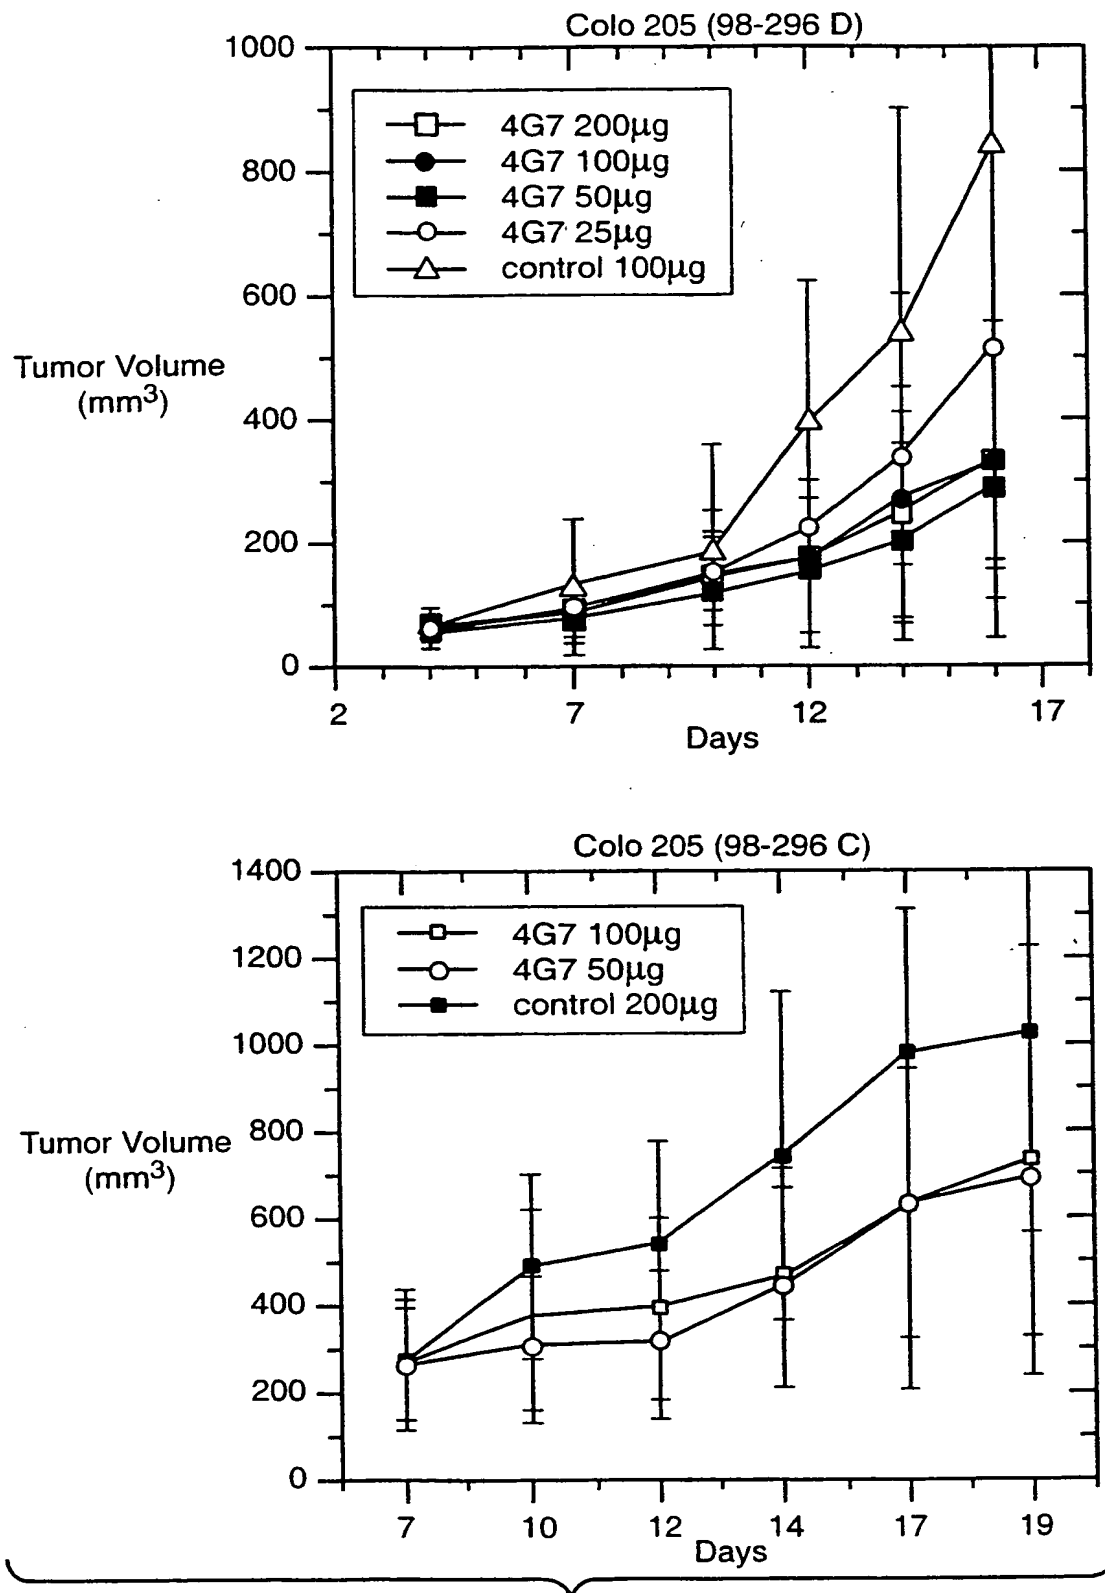 Colo 205 (98-296 D)
1000
800
600
400
200
0
Tumor Volume
(mm3)
4G7 200µg
4G7 100µg
4G7 50µg
4G7 25µg
control 100µg
2 7 12 17
Days
Colo 205 (98-296 C)
1400
1200
1000
800
600
400
200
0
Tumor Volume
(mm3)
4G7 100µg
4G7 50µg
control 200µg
7 10 12 14 17 19
Days